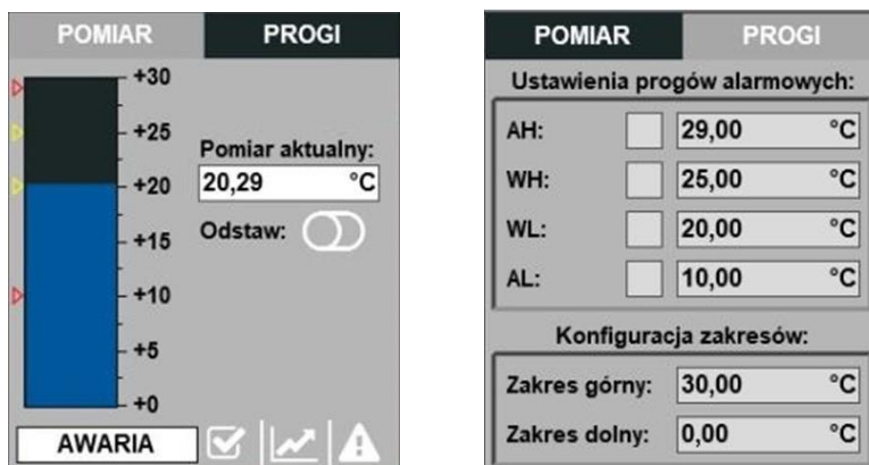 POMIAR PROGI
+30
+25
Pomiar aktualny:
20,29 °C
+20
Odstaw:
+15
+10
+5
+0
AWARIA
POMIAR PROGI
Ustawienia progów alarmowych:
AH: 29,00 °C
WH: 25,00 °C
WL: 20,00 °C
AL: 10,00 °C
Konfiguracja zakresów:
Zakres górny: 30,00 °C
Zakres dolny: 0,00 °C